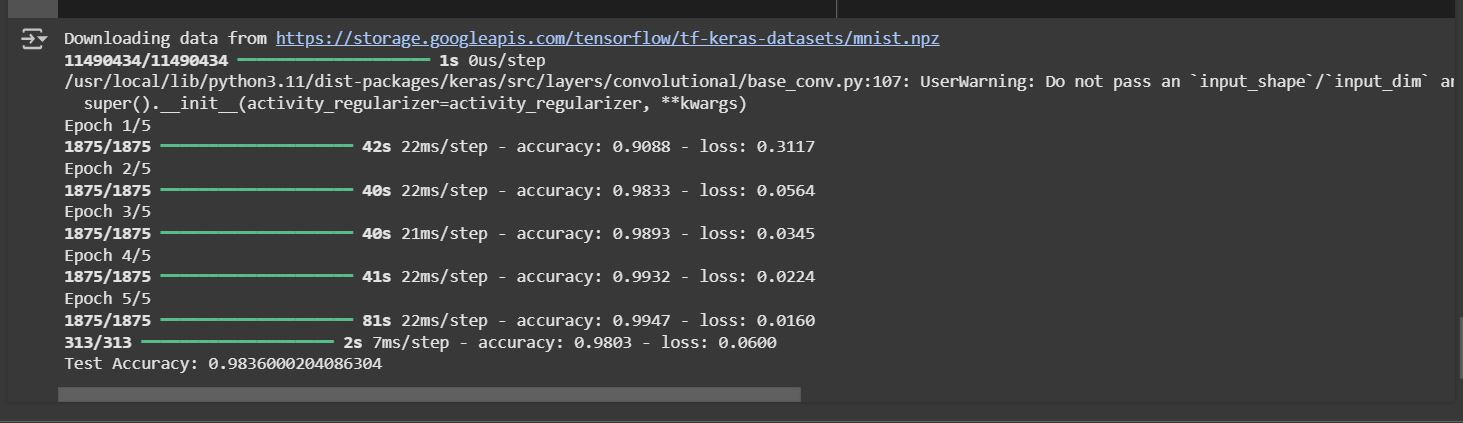 Downloading data from https://storage.googleapis.com/tensorflow/tf-keras-datasets/mnist.npz
11490434/11490434 1s 0us/step
/usr/local/lib/python3.11/dist-packages/keras/src/layers/convolutional/base_conv.py:107: UserWarning: Do not pass an `input_shape`/`input_dim` an
super().__init__(activity_regularizer=activity_regularizer, **kwargs)
Epoch 1/5
1875/1875 42s 22ms/step - accuracy: 0.9088 - loss: 0.3117
Epoch 2/5
1875/1875 40s 22ms/step - accuracy: 0.9833 - loss: 0.0564
Epoch 3/5
1875/1875 40s 21ms/step - accuracy: 0.9893 - loss: 0.0345
Epoch 4/5
1875/1875 41s 22ms/step - accuracy: 0.9932 - loss: 0.0224
Epoch 5/5
1875/1875 81s 22ms/step - accuracy: 0.9947 - loss: 0.0160
313/313 2s 7ms/step - accuracy: 0.9803 - loss: 0.0600
Test Accuracy: 0.9836000204086304